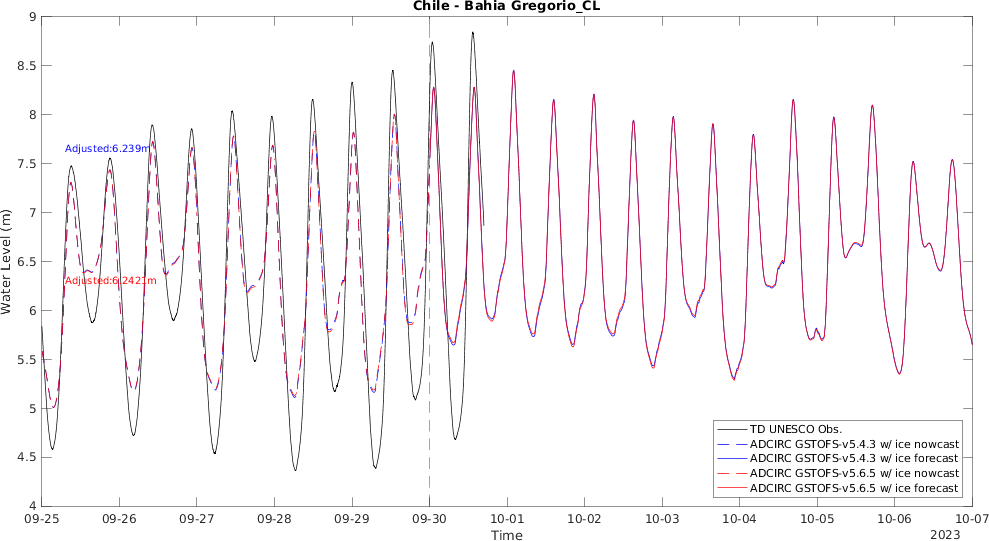 Chile - Bahia Gregorio_CL
9
8.5
8
7.5
7
6.5
6
5.5
5
4.5
4
Water Level (m)
Adjusted:6.239m
Adjusted:6.2421m
TD UNESCO Obs.
ADCIRC GSTOFS-v5.4.3 w/ ice nowcast
ADCIRC GSTOFS-v5.4.3 w/ ice forecast
ADCIRC GSTOFS-v5.6.5 w/ ice nowcast
ADCIRC GSTOFS-v5.6.5 w/ ice forecast
09-25 09-26 09-27 09-28 09-29 09-30 10-01 10-02 10-03 10-04 10-05 10-06 10-07
Time
2023